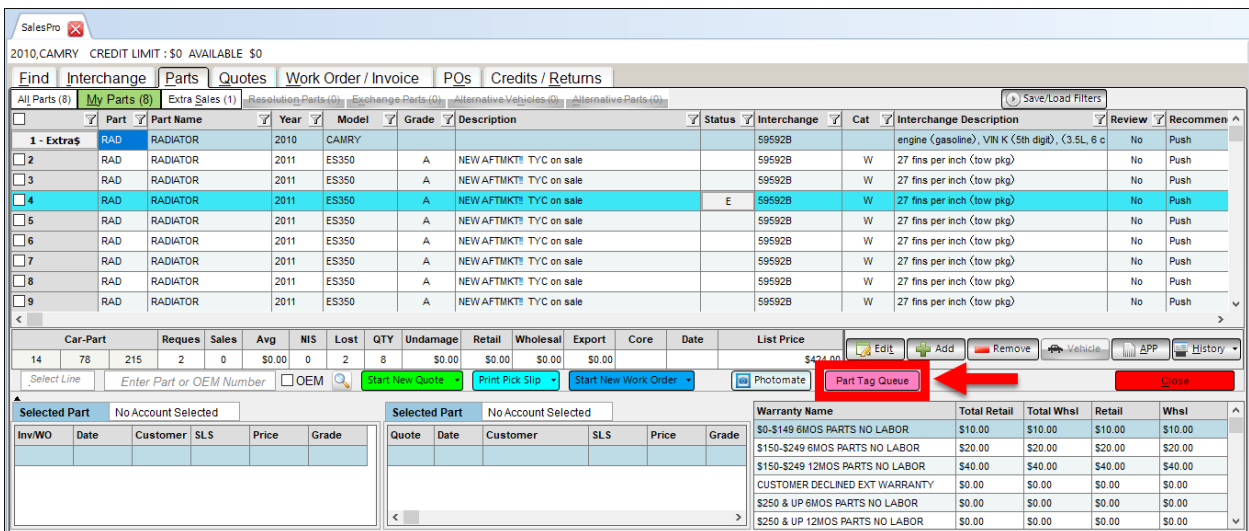 SalesPro
2010,CAMRY CREDIT LIMIT : $0 AVAILABLE $0
Find Interchange Parts Quotes Work Order / Invoice POs Credits / Returns
All Parts (8) My Parts (8) Extra Sales (1) Resolution Parts (0) Exchange Parts (0) Alternative Vehicles (0) Alternative Parts (0) Save/Load Filters
Part Part Name Year Model Grade Description Status Interchange Cat Interchange Description Review Recommen
1 - Extra$ RAD RADIATOR 2010 CAMRY 59592B engine (gasoline), VIN K (5th digit), (3.5L, 6 c No Push
2 RAD RADIATOR 2011 ES350 A NEW AFTMKT!! TYC on sale 59592B W 27 fins per inch (tow pkg) No Push
3 RAD RADIATOR 2011 ES350 A NEW AFTMKT!! TYC on sale 59592B W 27 fins per inch (tow pkg) No Push
4 RAD RADIATOR 2011 ES350 A NEW AFTMKT!! TYC on sale E 59592B W 27 fins per inch (tow pkg) No Push
5 RAD RADIATOR 2011 ES350 A NEW AFTMKT!! TYC on sale 59592B W 27 fins per inch (tow pkg) No Push
6 RAD RADIATOR 2011 ES350 A NEW AFTMKT!! TYC on sale 59592B W 27 fins per inch (tow pkg) No Push
7 RAD RADIATOR 2011 ES350 A NEW AFTMKT!! TYC on sale 59592B W 27 fins per inch (tow pkg) No Push
8 RAD RADIATOR 2011 ES350 A NEW AFTMKT!! TYC on sale 59592B W 27 fins per inch (tow pkg) No Push
9 RAD RADIATOR 2011 ES350 A NEW AFTMKT!! TYC on sale 59592B W 27 fins per inch (tow pkg) No Push
Car-Part Reques Sales Avg NIS Lost QTY Undamage Retail Wholesal Export Core Date List Price
14 78 215 2 0 $0.00 0 2 8 $0.00 $0.00 $0.00 $0.00 $424.00 Edit Add Remove Vehicle APP History
Select Line Enter Part or OEM Number OEM Start New Quote Print Pick Slip Start New Work Order Photomate Part Tag Queue Close
Selected Part No Account Selected Selected Part No Account Selected Warranty Name Total Retail Total Whsl Retail Whsl
Inv/WO Date Customer SLS Price Grade Quote Date Customer SLS Price Grade $0-$149 6MOS PARTS NO LABOR $10.00 $10.00 $10.00 $10.00
$150-$249 6MOS PARTS NO LABOR $20.00 $20.00 $20.00 $20.00
$150-$249 12MOS PARTS NO LABOR $40.00 $40.00 $40.00 $40.00
CUSTOMER DECLINED EXT WARRANTY $0.00 $0.00 $0.00 $0.00
$250 & UP 6MOS PARTS NO LABOR $0.00 $0.00 $0.00 $0.00
$250 & UP 12MOS PARTS NO LABOR $0.00 $0.00 $0.00 $0.00